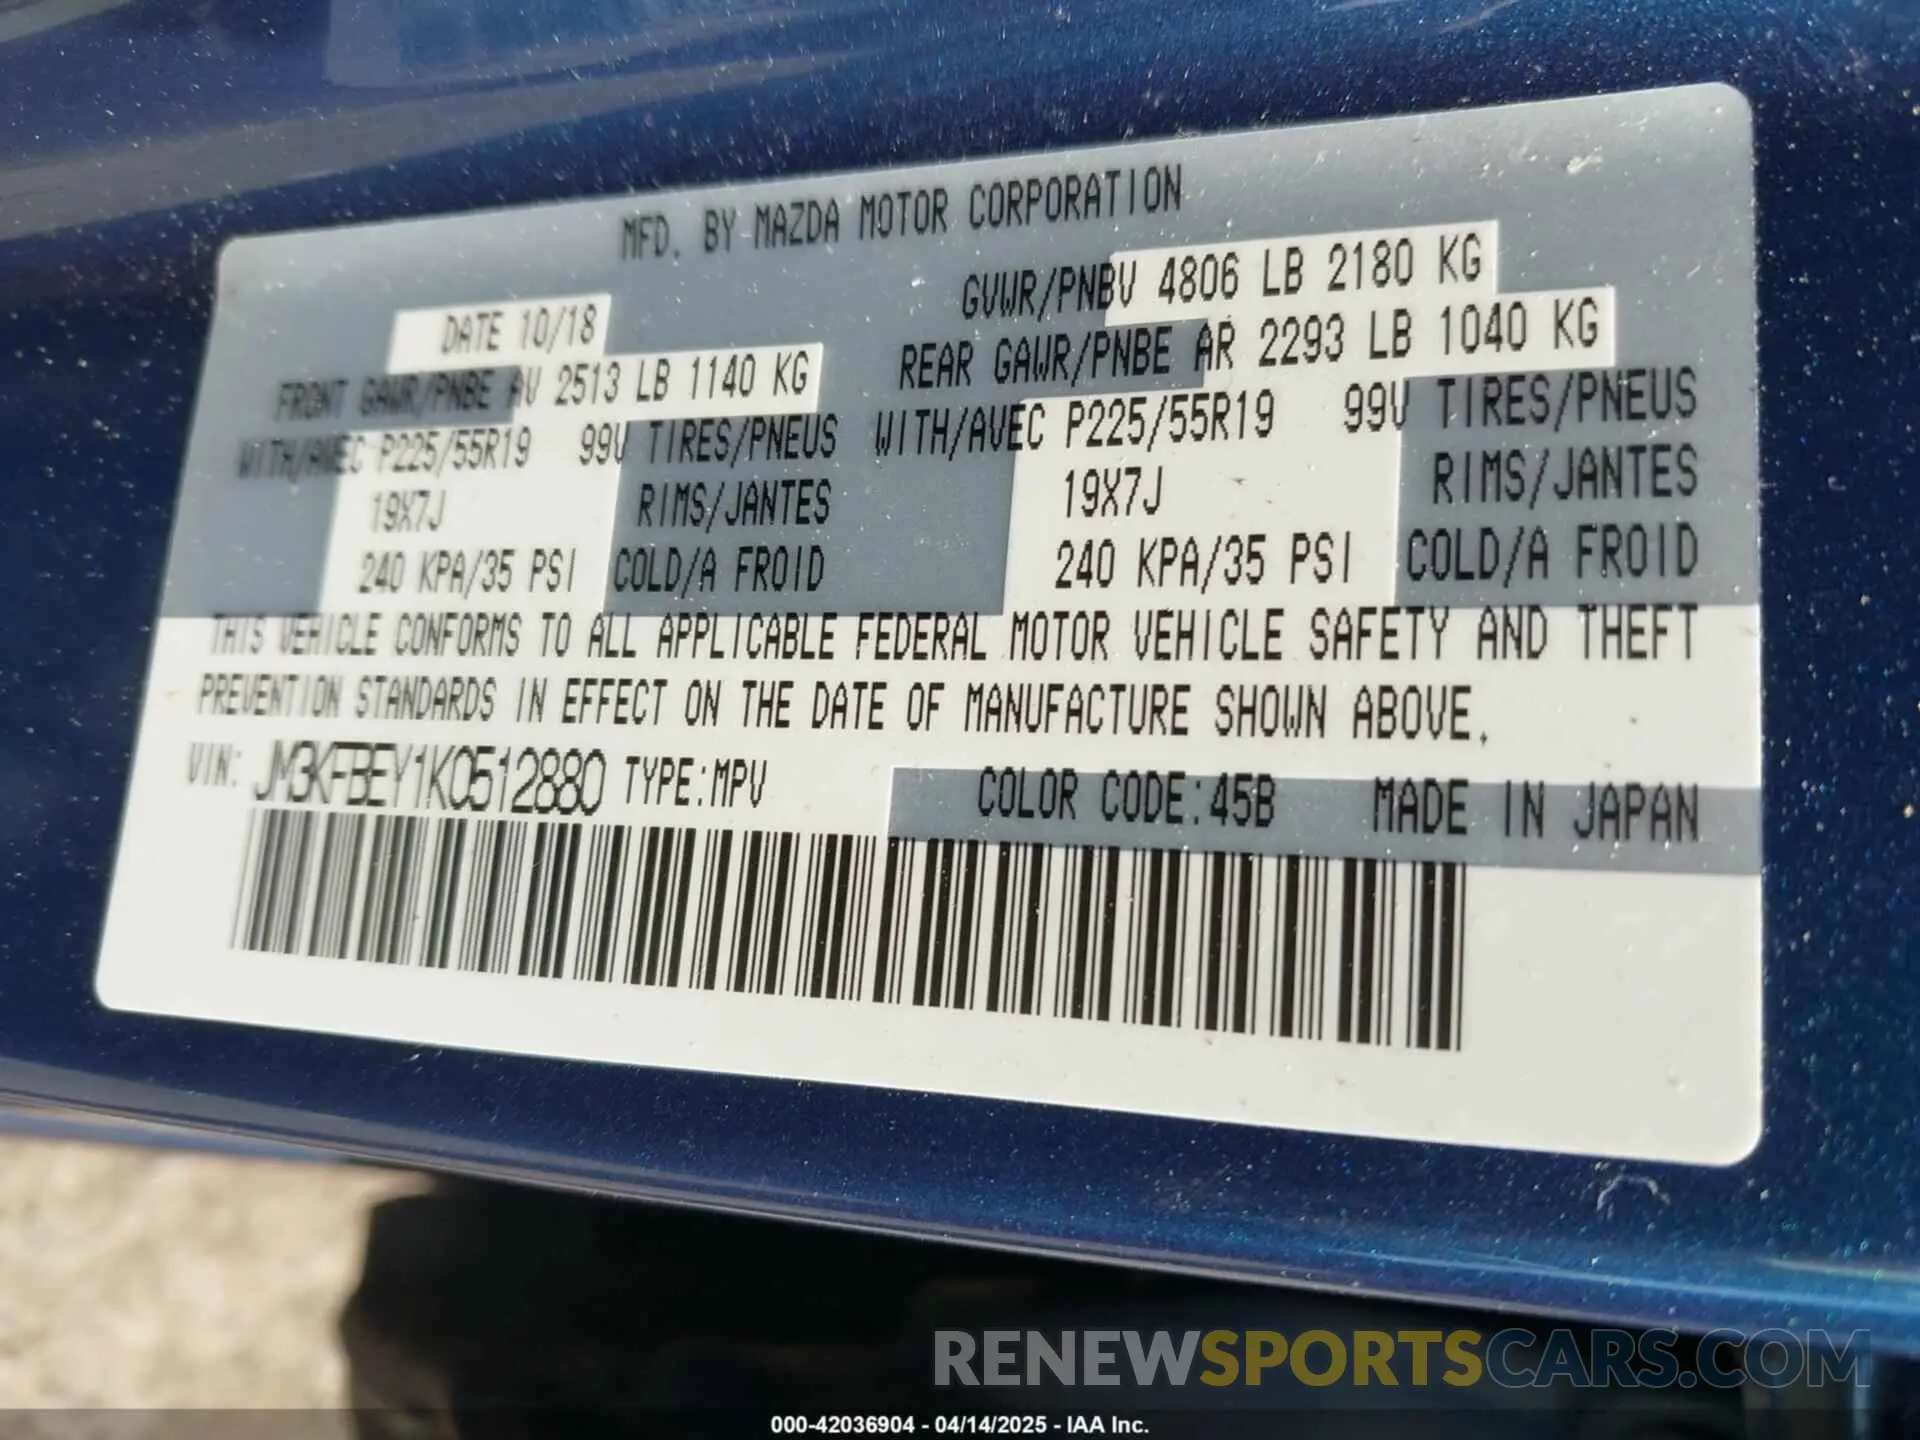 MFD. BY MAZDA MOTOR CORPORATION
DATE 10/18
GVWR/PNBV 4806 LB 2180 KG
FRONT GAWR/PNBE AV 2513 LB 1140 KG
REAR GAWR/PNBE AR 2293 LB 1040 KG
WITH/AVEC P225/55R19 99V TIRES/PNEUS
WITH/AVEC P225/55R19 99V TIRES/PNEUS
19X7J RIMS/JANTES
19X7J RIMS/JANTES
240 KPA/35 PSI COLD/A FROID
240 KPA/35 PSI COLD/A FROID
THIS VEHICLE CONFORMS TO ALL APPLICABLE FEDERAL MOTOR VEHICLE SAFETY AND THEFT
PREVENTION STANDARDS IN EFFECT ON THE DATE OF MANUFACTURE SHOWN ABOVE.
VIN: JM3KFBEY1K0512880 TYPE:MPV
COLOR CODE:45B MADE IN JAPAN
RENEWSPORTSCARS.COM
000-42036904 - 04/14/2025 - IAA Inc.